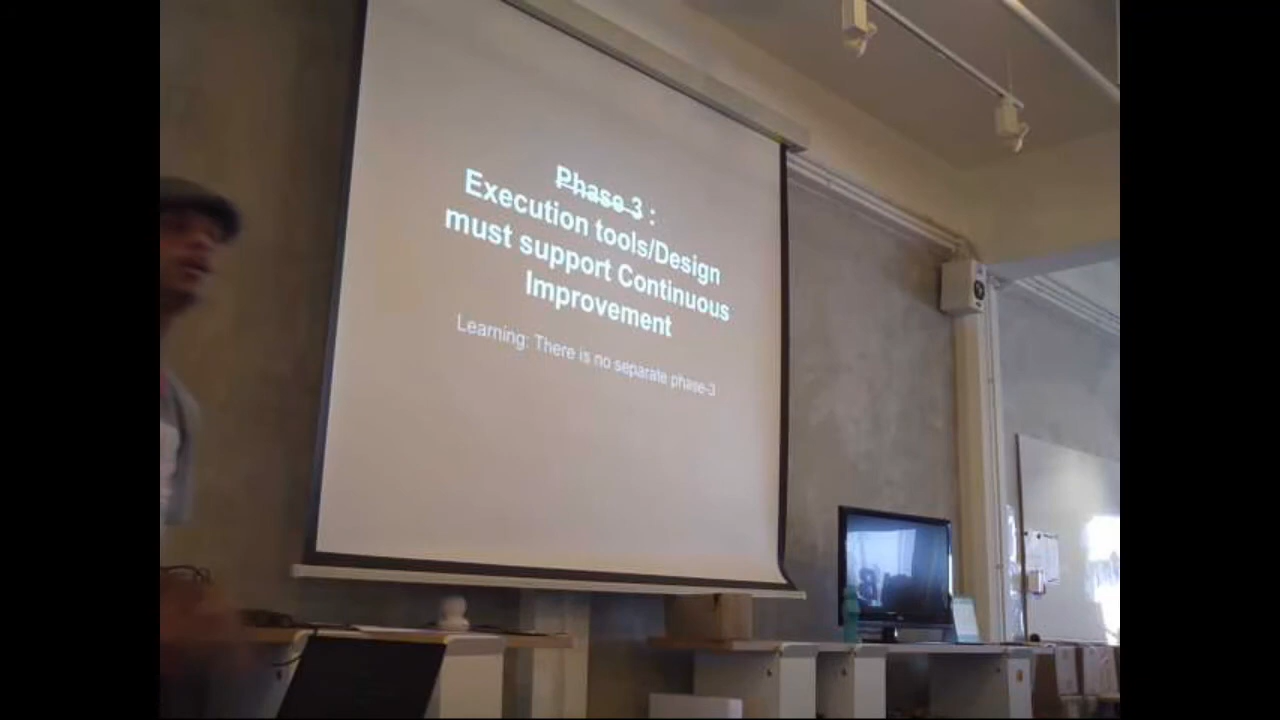 Phase 3 :
Execution tools/Design
must support Continuous
Improvement
Learning: There is no separate phase-3